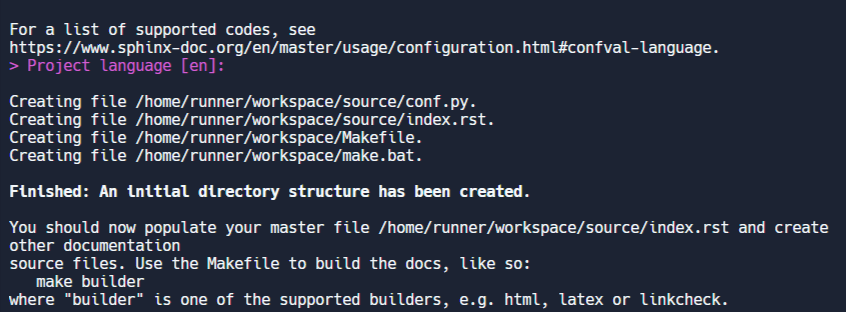 For a list of supported codes, see
https://www.sphinx-doc.org/en/master/usage/configuration.html#confval-language.
> Project language [en]:
Creating file /home/runner/workspace/source/conf.py.
Creating file /home/runner/workspace/source/index.rst.
Creating file /home/runner/workspace/Makefile.
Creating file /home/runner/workspace/make.bat.
Finished: An initial directory structure has been created.
You should now populate your master file /home/runner/workspace/source/index.rst and create
other documentation
source files. Use the Makefile to build the docs, like so:
   make builder
where "builder" is one of the supported builders, e.g. html, latex or linkcheck.